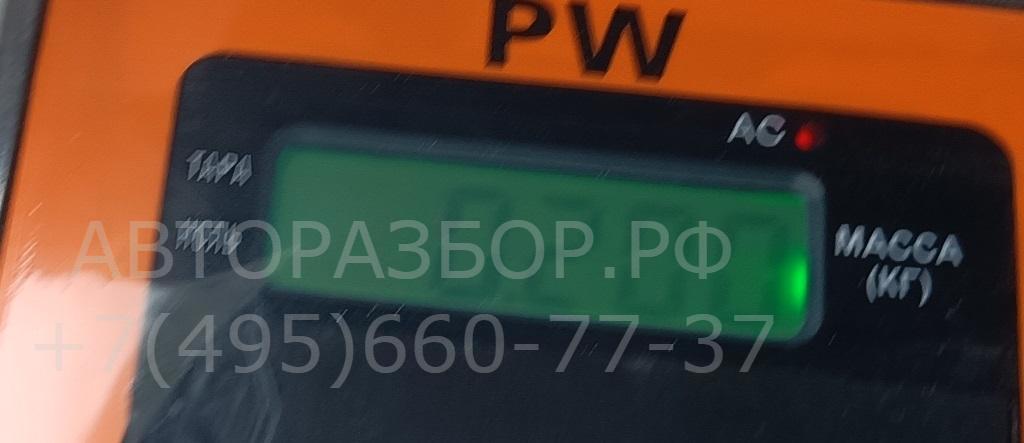 PW
AC
ТАРА
МАССА
(КГ)
АВТОРАЗБОР.РФ
+7(495)660-77-37